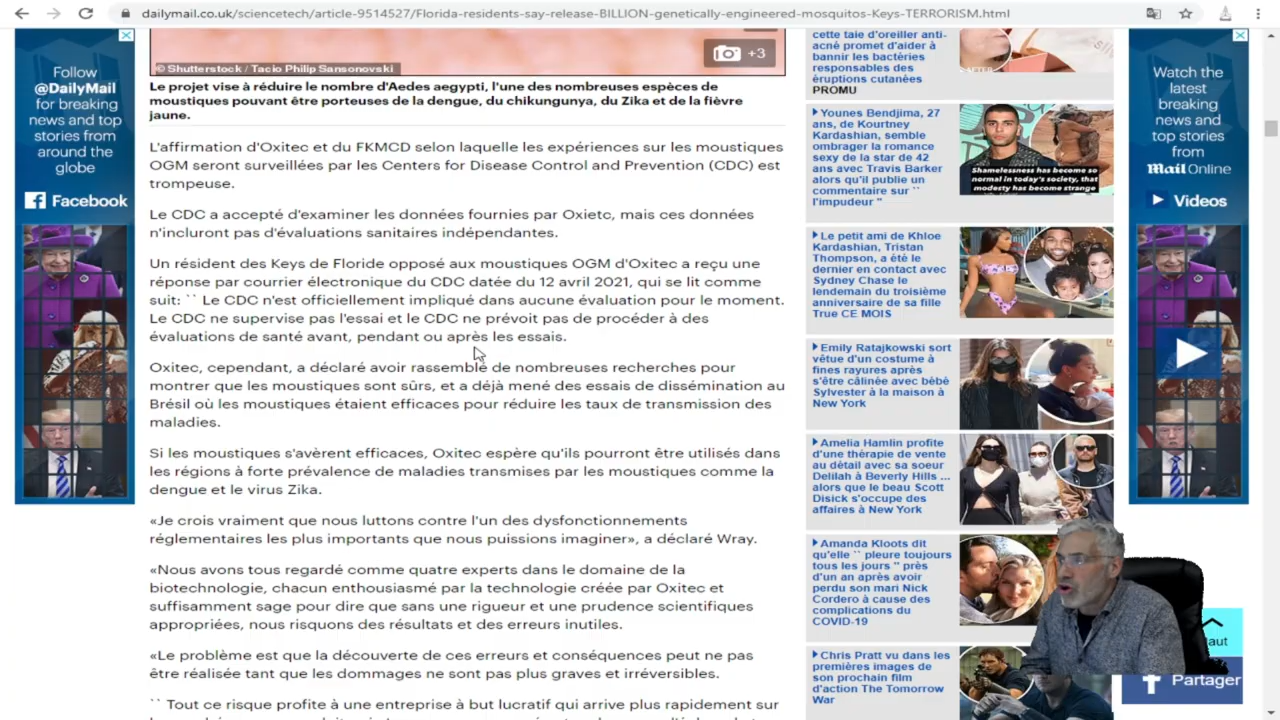 dailymail.co.uk/sciencetech/article-9514527/Florida-residents-say-release-BILLION-genetically-engineered-mosquitos-Keys-TERRORISM.html
Follow
@DailyMail
for breaking
news and top
stories from
around the
globe
Facebook
+3
© Shutterstock / Tacio Philip Sansonovski
Le projet vise à réduire le nombre d'Aedes aegypti, l'une des nombreuses espèces de
moustiques pouvant être porteuses de la dengue, du chikungunya, du Zika et de la fièvre
jaune.
L'affirmation d'Oxitec et du FKMCD selon laquelle les expériences sur les moustiques
OGM seront surveillées par les Centers for Disease Control and Prevention (CDC) est
trompeuse.
Le CDC a accepté d'examiner les données fournies par Oxietc, mais ces données
n'incluront pas d'évaluations sanitaires indépendantes.
Un résident des Keys de Floride opposé aux moustiques OGM d'Oxitec a reçu une
réponse par courrier électronique du CDC datée du 12 avril 2021, qui se lit comme
suit: `` Le CDC n'est officiellement impliqué dans aucune évaluation pour le moment.
Le CDC ne supervise pas l'essai et le CDC ne prévoit pas de procéder à des
évaluations de santé avant, pendant ou après les essais.
Oxitec, cependant, a déclaré avoir rassemblé de nombreuses recherches pour
montrer que les moustiques sont sûrs, et a déjà mené des essais de dissémination au
Brésil où les moustiques étaient efficaces pour réduire les taux de transmission des
maladies.
Si les moustiques s'avèrent efficaces, Oxitec espère qu'ils pourront être utilisés dans
les régions à forte prévalence de maladies transmises par les moustiques comme la
dengue et le virus Zika.
«Je crois vraiment que nous luttons contre l'un des dysfonctionnements
réglementaires les plus importants que nous puissions imaginer», a déclaré Wray.
«Nous avons tous regardé comme quatre experts dans le domaine de la
biotechnologie, chacun enthousiasmé par la technologie créée par Oxitec et
suffisamment sage pour dire que sans une rigueur et une prudence scientifiques
appropriées, nous risquons des résultats et des erreurs inutiles.
«Le problème est que la découverte de ces erreurs et conséquences peut ne pas
être réalisée tant que les dommages ne sont pas plus graves et irréversibles.
`` Tout ce risque profite à une entreprise à but lucratif qui arrive plus rapidement sur
cette taie d'oreiller anti-
acné promet d'aider à
bannir les bactéries
responsables des
éruptions cutanées
PROMU
Younes Bendjima, 27
ans, de Kourtney
Kardashian, semble
ombrager la romance
sexy de la star de 42
ans avec Travis Barker
alors qu'il publie un
commentaire sur ``
l'impudeur "
Shamelessness has become so
normal in today's society, that
modesty has become strange
Le petit ami de Khloe
Kardashian, Tristan
Thompson, a été le
dernier en contact avec
Sydney Chase le
lendemain du troisième
anniversaire de sa fille
True CE MOIS
Emily Ratajkowski sort
vêtue d'un costume à
fines rayures après
s'être câlinée avec bébé
Sylvester à la maison à
New York
Amelia Hamlin profite
d'une thérapie de vente
au détail avec sa soeur
Delilah à Beverly Hills ...
alors que le beau Scott
Disick s'occupe des
affaires à New York
Amanda Kloots dit
qu'elle `` pleure toujours
tous les jours '' près
d'un an après avoir
perdu son mari Nick
Cordero à cause des
complications du
COVID-19
Chris Pratt vu dans les
premières images de
son prochain film
d'action The Tomorrow
War
Watch the
latest
breaking
news and
top stories
from
Mail Online
Videos
aut
Partager